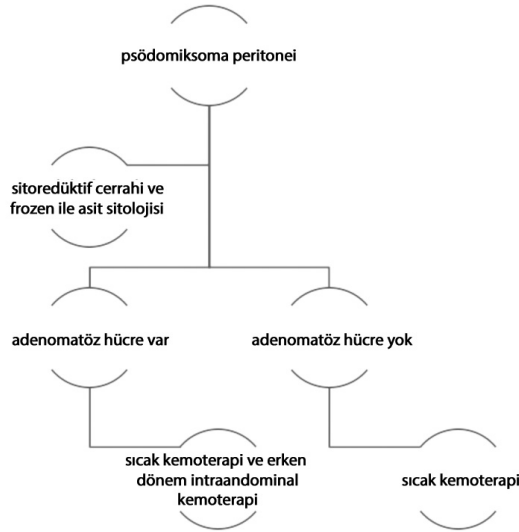 psödomiksoma peritonei
sitoredüktif cerrahi ve
frozen ile asit sitolojisi
adenomatöz hücre var
adenomatöz hücre yok
sıcak kemoterapi ve erken
dönem intraandominal
kemoterapi
sıcak kemoterapi